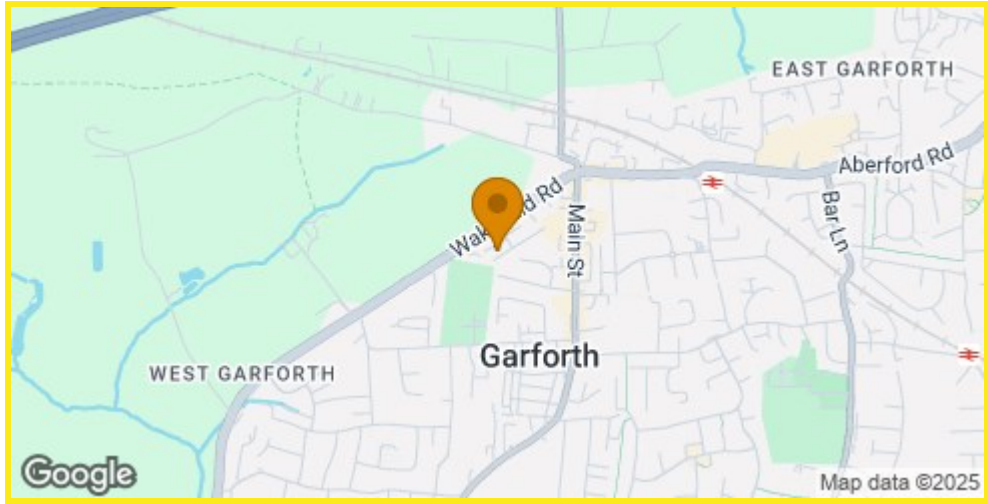 EAST GARFORTH
Aberford Rd
Main St
Bar Ln
Garforth
WEST GARFORTH
Google
Map data ©2025